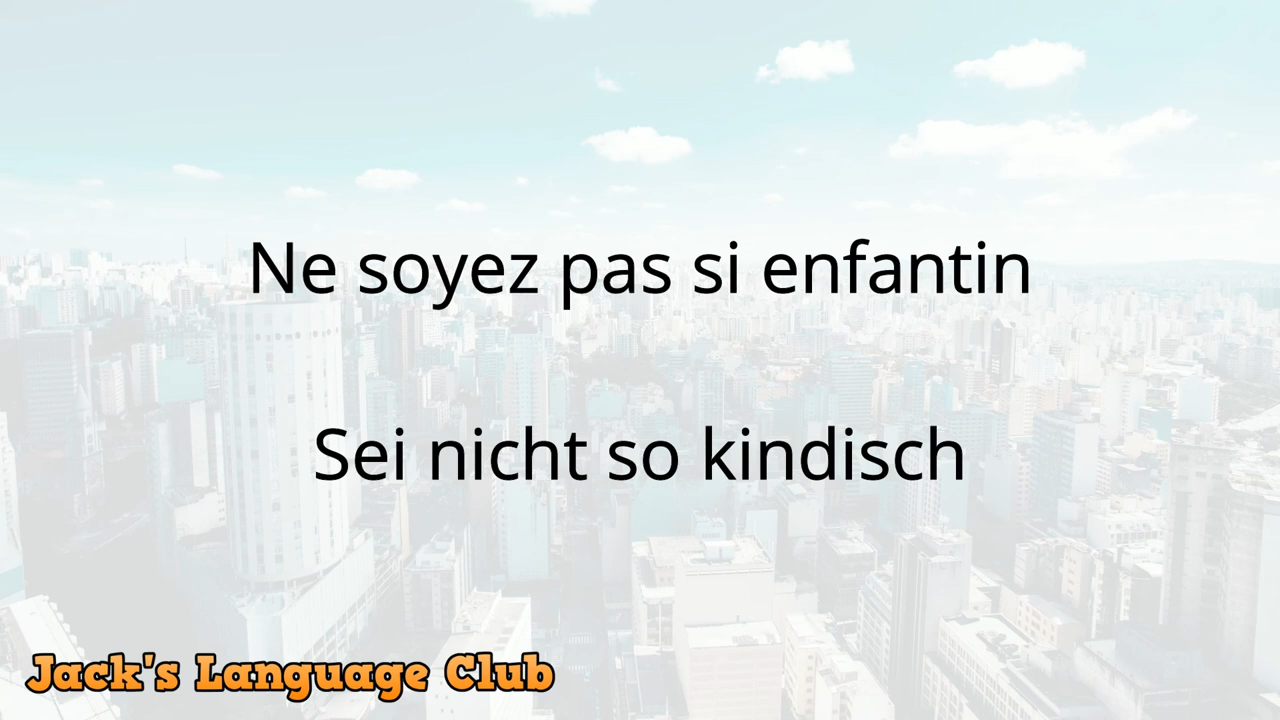 Ne soyez pas si enfantin
Sei nicht so kindisch
Jack's Language Club